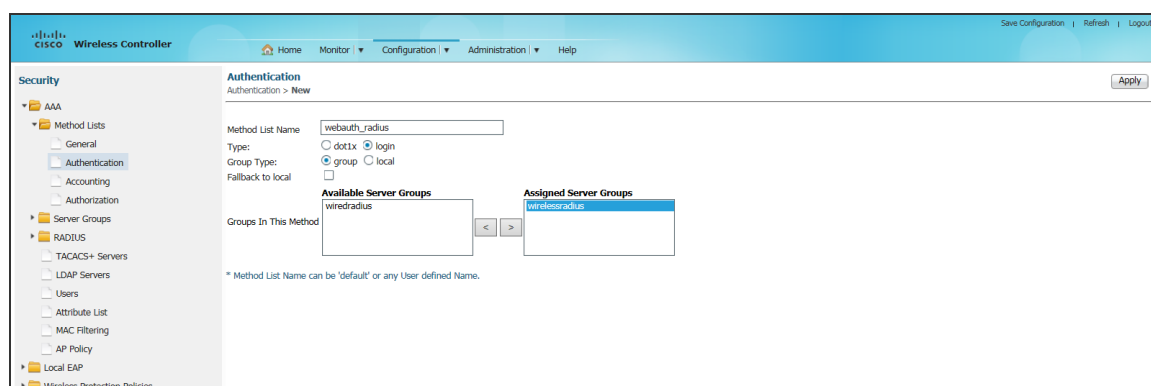 Save Configuration | Refresh | Logout
CISCO Wireless Controller
Home Monitor Configuration Administration Help
Security
AAA
Method Lists
General
Authentication
Accounting
Authorization
Server Groups
RADIUS
TACACS+ Servers
LDAP Servers
Users
Attribute List
MAC Filtering
AP Policy
Local EAP
Wireless Protection Policies
Authentication
Authentication > New
Apply
Method List Name webauth_radius
Type: dot1x login
Group Type: group local
Fallback to local
Available Server Groups Assigned Server Groups
wiredradius wirelessradius
Groups In This Method < >
* Method List Name can be 'default' or any User defined Name.